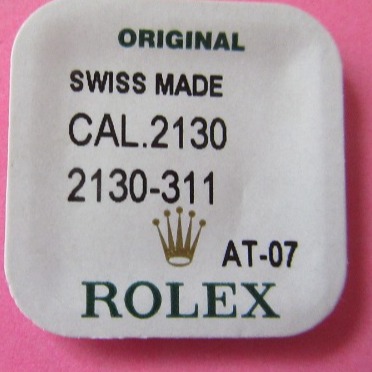 ORIGINAL
SWISS MADE
CAL.2130
2130-311
AT-07
ROLEX